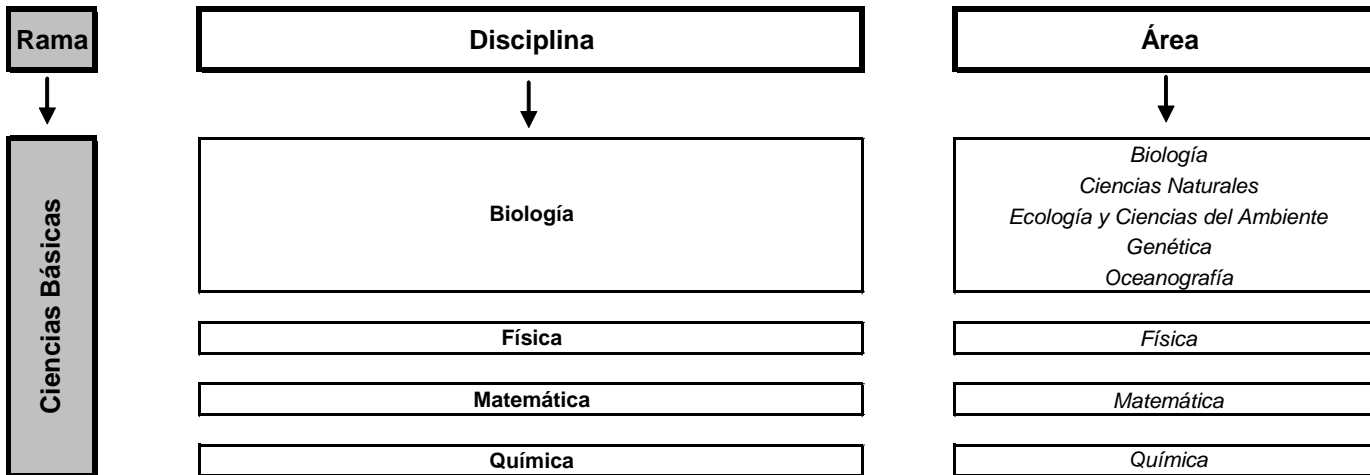 Rama
Disciplina
Área
Ciencias Básicas
Biología
Biología
Ciencias Naturales
Ecología y Ciencias del Ambiente
Genética
Oceanografía
Física
Física
Matemática
Matemática
Química
Química